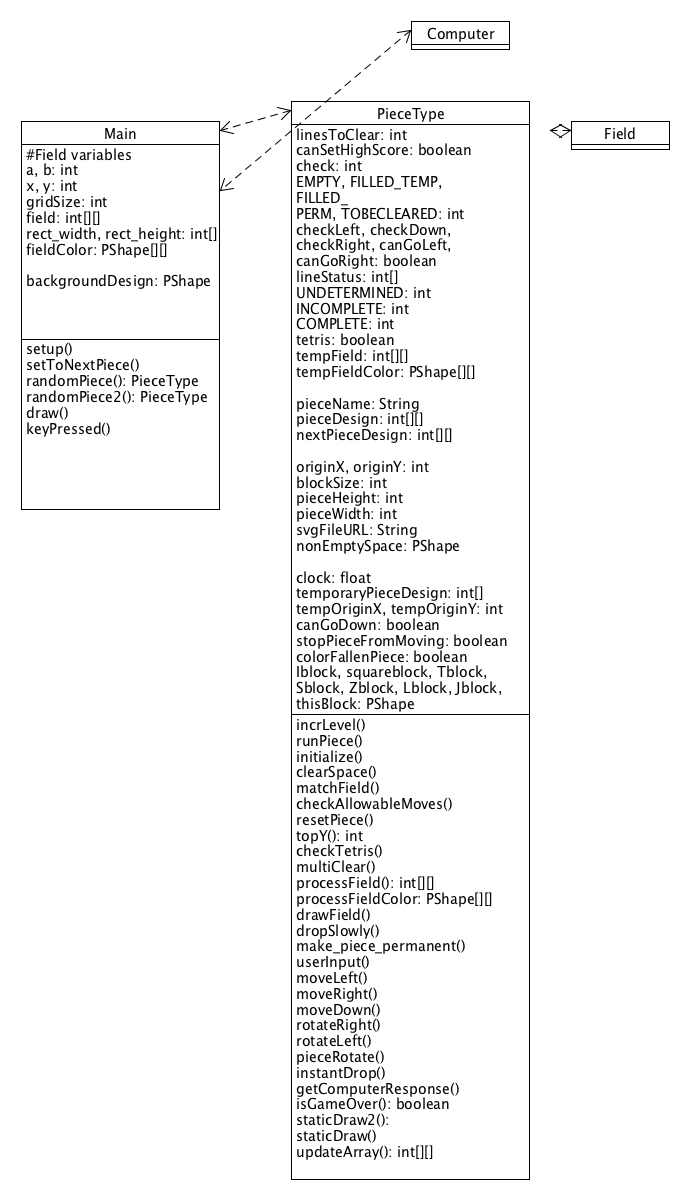 Computer
PieceType
Main
Field
#Field variables
a, b: int
x, y: int
gridSize: int
field: int[][]
rect_width, rect_height: int[]
fieldColor: PShape[][]
backgroundDesign: PShape
setup()
setToNextPiece()
randomPiece(): PieceType
randomPiece2(): PieceType
draw()
keyPressed()
linesToClear: int
canSetHighScore: boolean
check: int
EMPTY, FILLED_TEMP,
FILLED_
PERM, TOBECLEARED: int
checkLeft, checkDown,
checkRight, canGoLeft,
canGoRight: boolean
lineStatus: int[]
UNDETERMINED: int
INCOMPLETE: int
COMPLETE: int
tetris: boolean
tempField: int[][]
tempFieldColor: PShape[][]
pieceName: String
pieceDesign: int[][]
nextPieceDesign: int[][]
originX, originY: int
blockSize: int
pieceHeight: int
pieceWidth: int
svgFileURL: String
nonEmptySpace: PShape
clock: float
temporaryPieceDesign: int[]
tempOriginX, tempOriginY: int
canGoDown: boolean
stopPieceFromMoving: boolean
colorFallenPiece: boolean
Iblock, squareblock, Tblock,
Sblock, Zblock, Lblock, Jblock,
thisBlock: PShape
incrLevel()
runPiece()
initialize()
clearSpace()
matchField()
checkAllowableMoves()
resetPiece()
topY(): int
checkTetris()
multiClear()
processField(): int[][]
processFieldColor: PShape[][]
drawField()
dropSlowly()
make_piece_permanent()
userInput()
moveLeft()
moveRight()
moveDown()
rotateRight()
rotateLeft()
pieceRotate()
instantDrop()
getComputerResponse()
isGameOver(): boolean
staticDraw2():
staticDraw()
updateArray(): int[][]